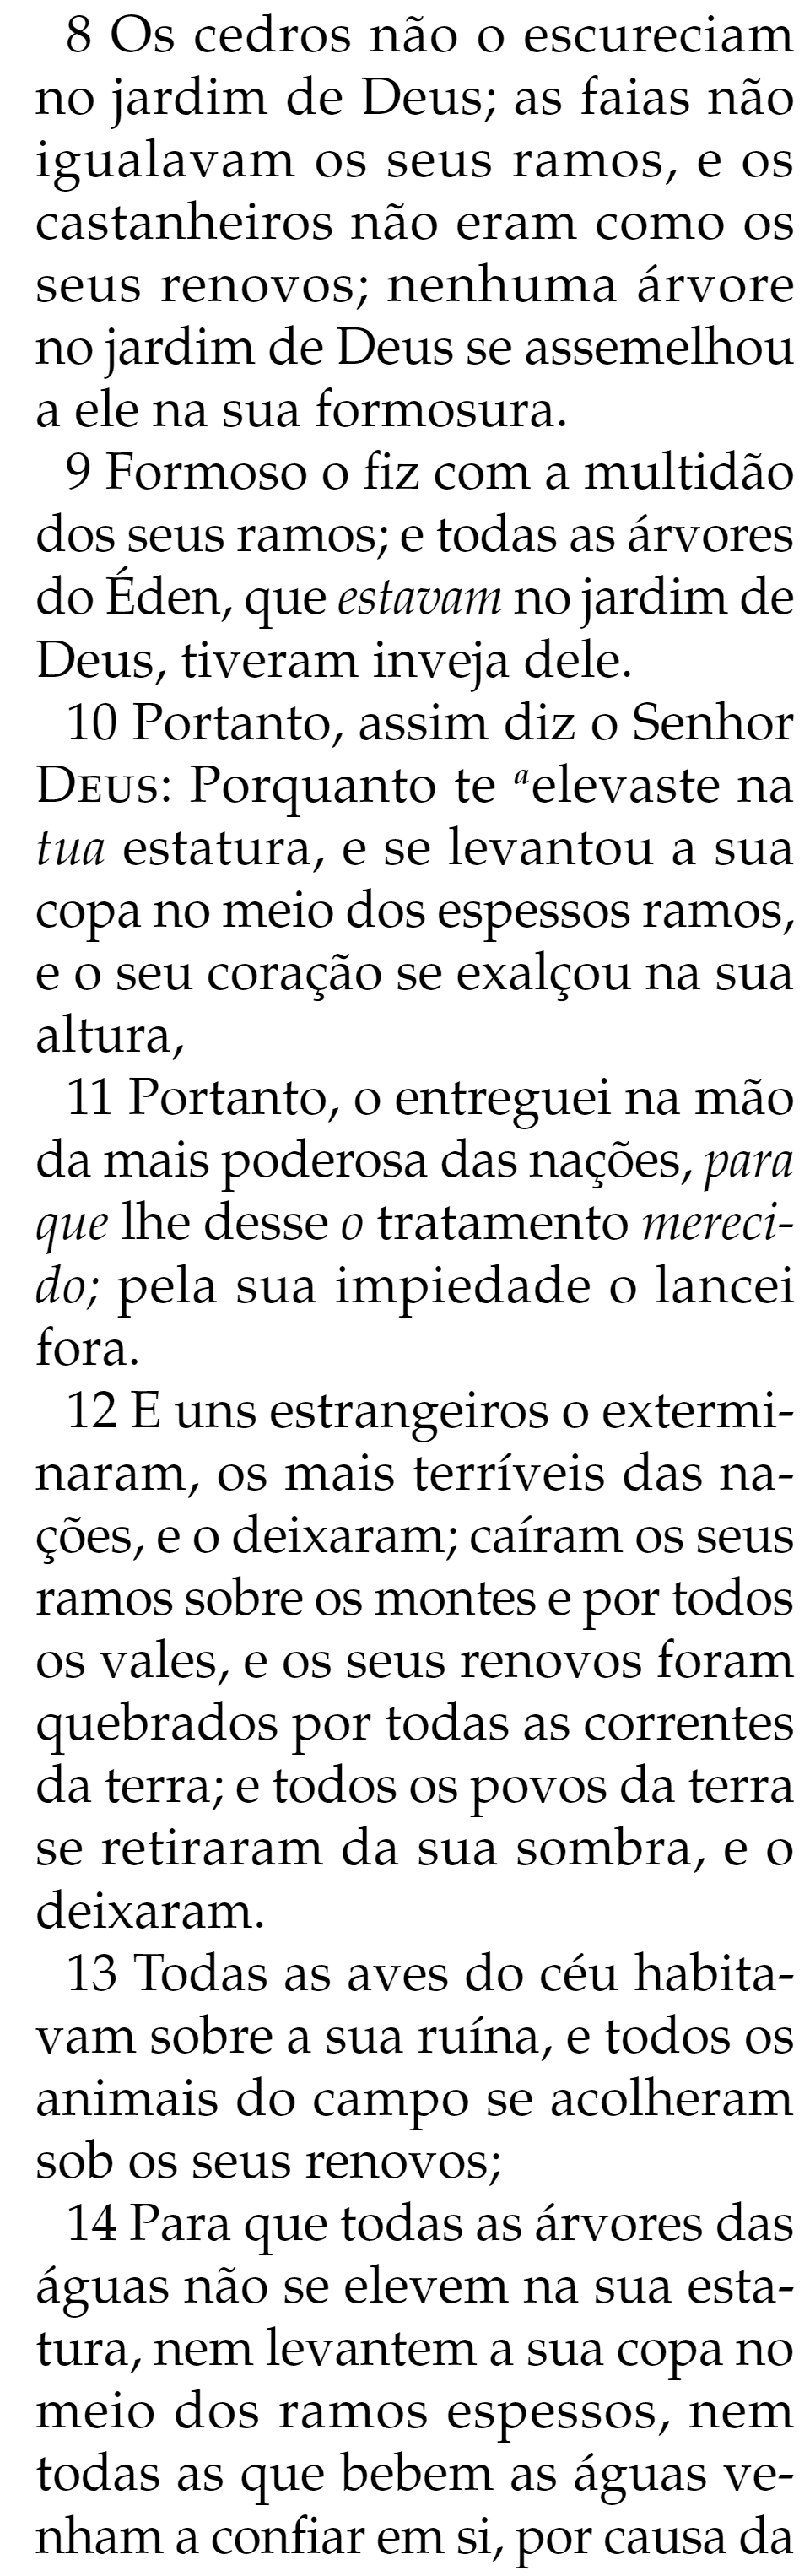 8 Os cedros não o escureciam
no jardim de Deus; as faias não
igualavam os seus ramos, e os
castanheiros não eram como os
seus renovos; nenhuma árvore
no jardim de Deus se assemelhou
a ele na sua formosura.
9 Formoso o fiz com a multidão
dos seus ramos; e todas as árvores
do Éden, que estavam no jardim de
Deus, tiveram inveja dele.
10 Portanto, assim diz o Senhor
DEUS: Porquanto te ᵃelevaste na
tua estatura, e se levantou a sua
copa no meio dos espessos ramos,
e o seu coração se exalçou na sua
altura,
11 Portanto, o entreguei na mão
da mais poderosa das nações, para
que lhe desse o tratamento mereci-
do; pela sua impiedade o lancei
fora.
12 E uns estrangeiros o extermi-
naram, os mais terríveis das na-
ções, e o deixaram; caíram os seus
ramos sobre os montes e por todos
os vales, e os seus renovos foram
quebrados por todas as correntes
da terra; e todos os povos da terra
se retiraram da sua sombra, e o
deixaram.
13 Todas as aves do céu habita-
vam sobre a sua ruína, e todos os
animais do campo se acolheram
sob os seus renovos;
14 Para que todas as árvores das
águas não se elevem na sua esta-
tura, nem levantem a sua copa no
meio dos ramos espessos, nem
todas as que bebem as águas ve-
nham a confiar em si, por causa da